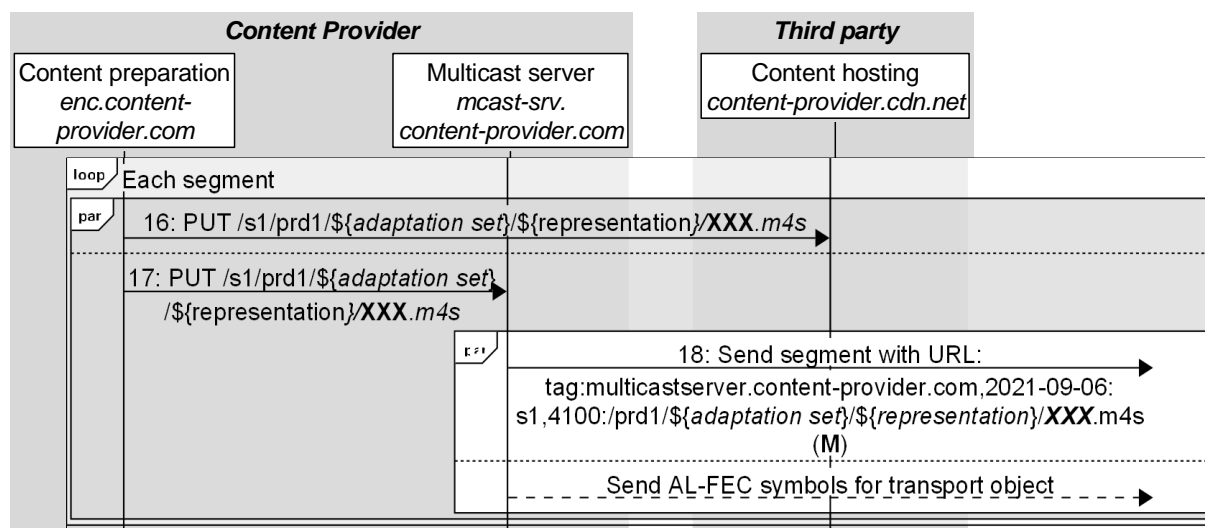 Content Provider
Third party
Content preparation
enc.content-
provider.com
Multicast server
mcast-srv.
content-provider.com
Content hosting
content-provider.cdn.net
loop
Each segment
par
16: PUT /s1/prd1/${adaptation set}/${representation}/XXX.m4s
17: PUT /s1/prd1/${adaptation set}
/${representation}/XXX.m4s
par
18: Send segment with URL:
tag:multicastserver.content-provider.com,2021-09-06:
s1,4100:/prd1/${adaptation set}/${representation}/XXX.m4s
(M)
Send AL-FEC symbols for transport object